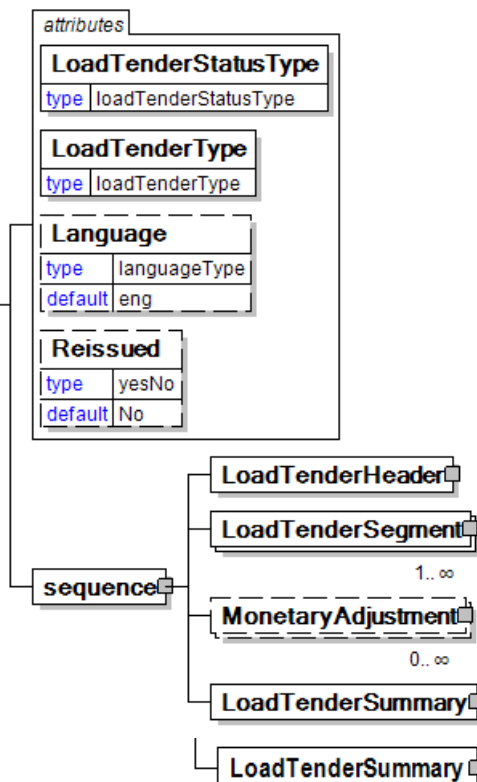 attributes
LoadTenderStatusType
type loadTenderStatusType
LoadTenderType
type loadTenderType
Language
type languageType
default eng
Reissued
type yesNo
default No
sequence
LoadTenderHeader
LoadTenderSegment
1.. ∞
MonetaryAdjustment
0.. ∞
LoadTenderSummary
LoadTenderSummary